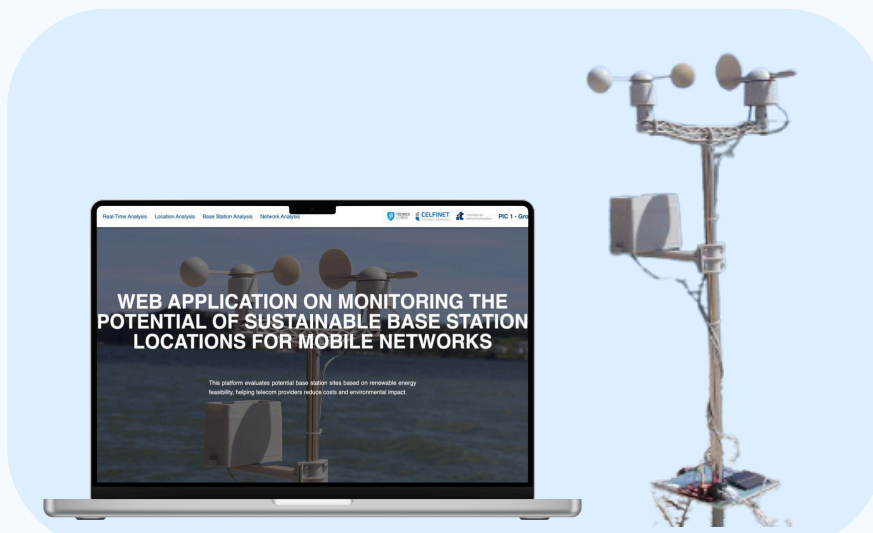 Real-Time Analysis Location Analysis Base Station Analysis Network Analysis TÉCNICO LISBOA CELFINET PIC 1 - Gro
WEB APPLICATION ON MONITORING THE
POTENTIAL OF SUSTAINABLE BASE STATION
LOCATIONS FOR MOBILE NETWORKS
This platform evaluates potential base station sites based on renewable energy
feasibility, helping telecom providers reduce costs and environmental impact.